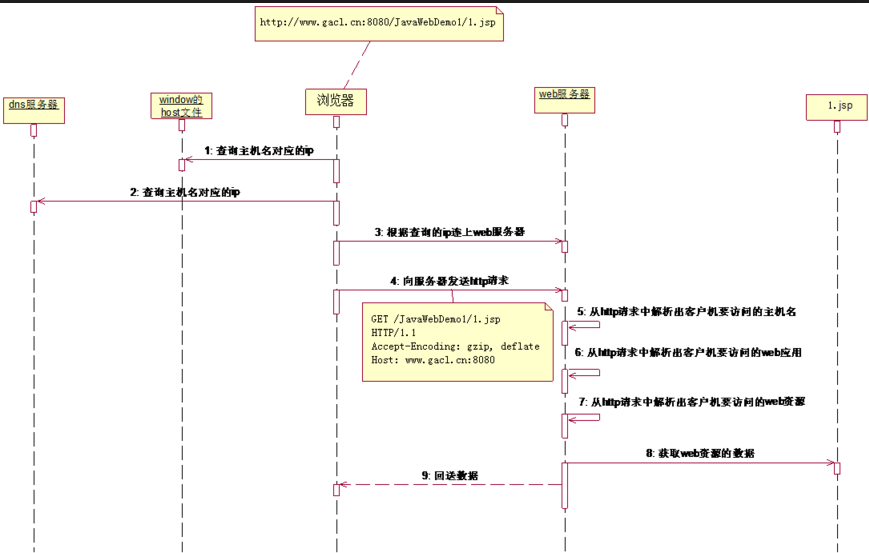 http://www.gacl.cn:8080/JavaWebDemo1/1.jsp
dns服务器
window的
host文件
浏览器
web服务器
1.jsp
1: 查询主机名对应的ip
2: 查询主机名对应的ip
3: 根据查询的ip连上web服务器
4: 向服务器发送http请求
GET /JavaWebDemo1/1.jsp
HTTP/1.1
Accept-Encoding: gzip, deflate
Host: www.gacl.cn:8080
5: 从http请求中解析出客户机要访问的主机名
6: 从http请求中解析出客户机要访问的web应用
7: 从http请求中解析出客户机要访问的web资源
8: 获取web资源的数据
9: 回送数据